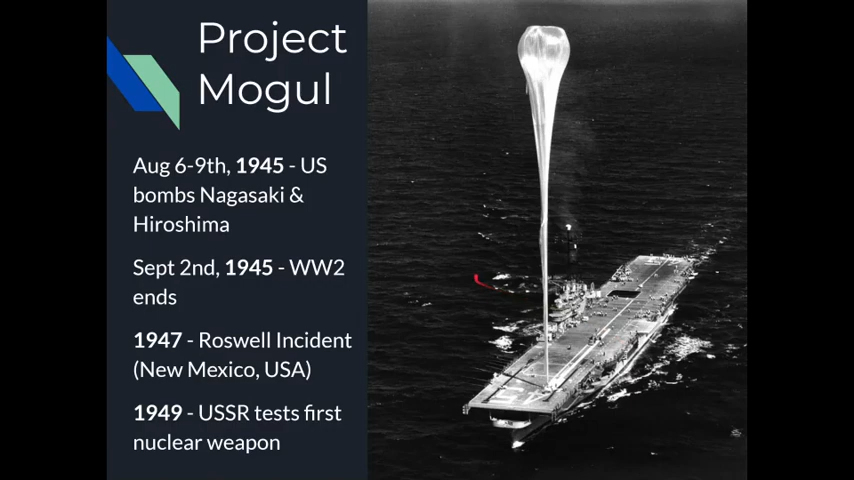 Project
Mogul
Aug 6-9th, 1945 - US
bombs Nagasaki &
Hiroshima
Sept 2nd, 1945 - WW2
ends
1947 - Roswell Incident
(New Mexico, USA)
1949 - USSR tests first
nuclear weapon